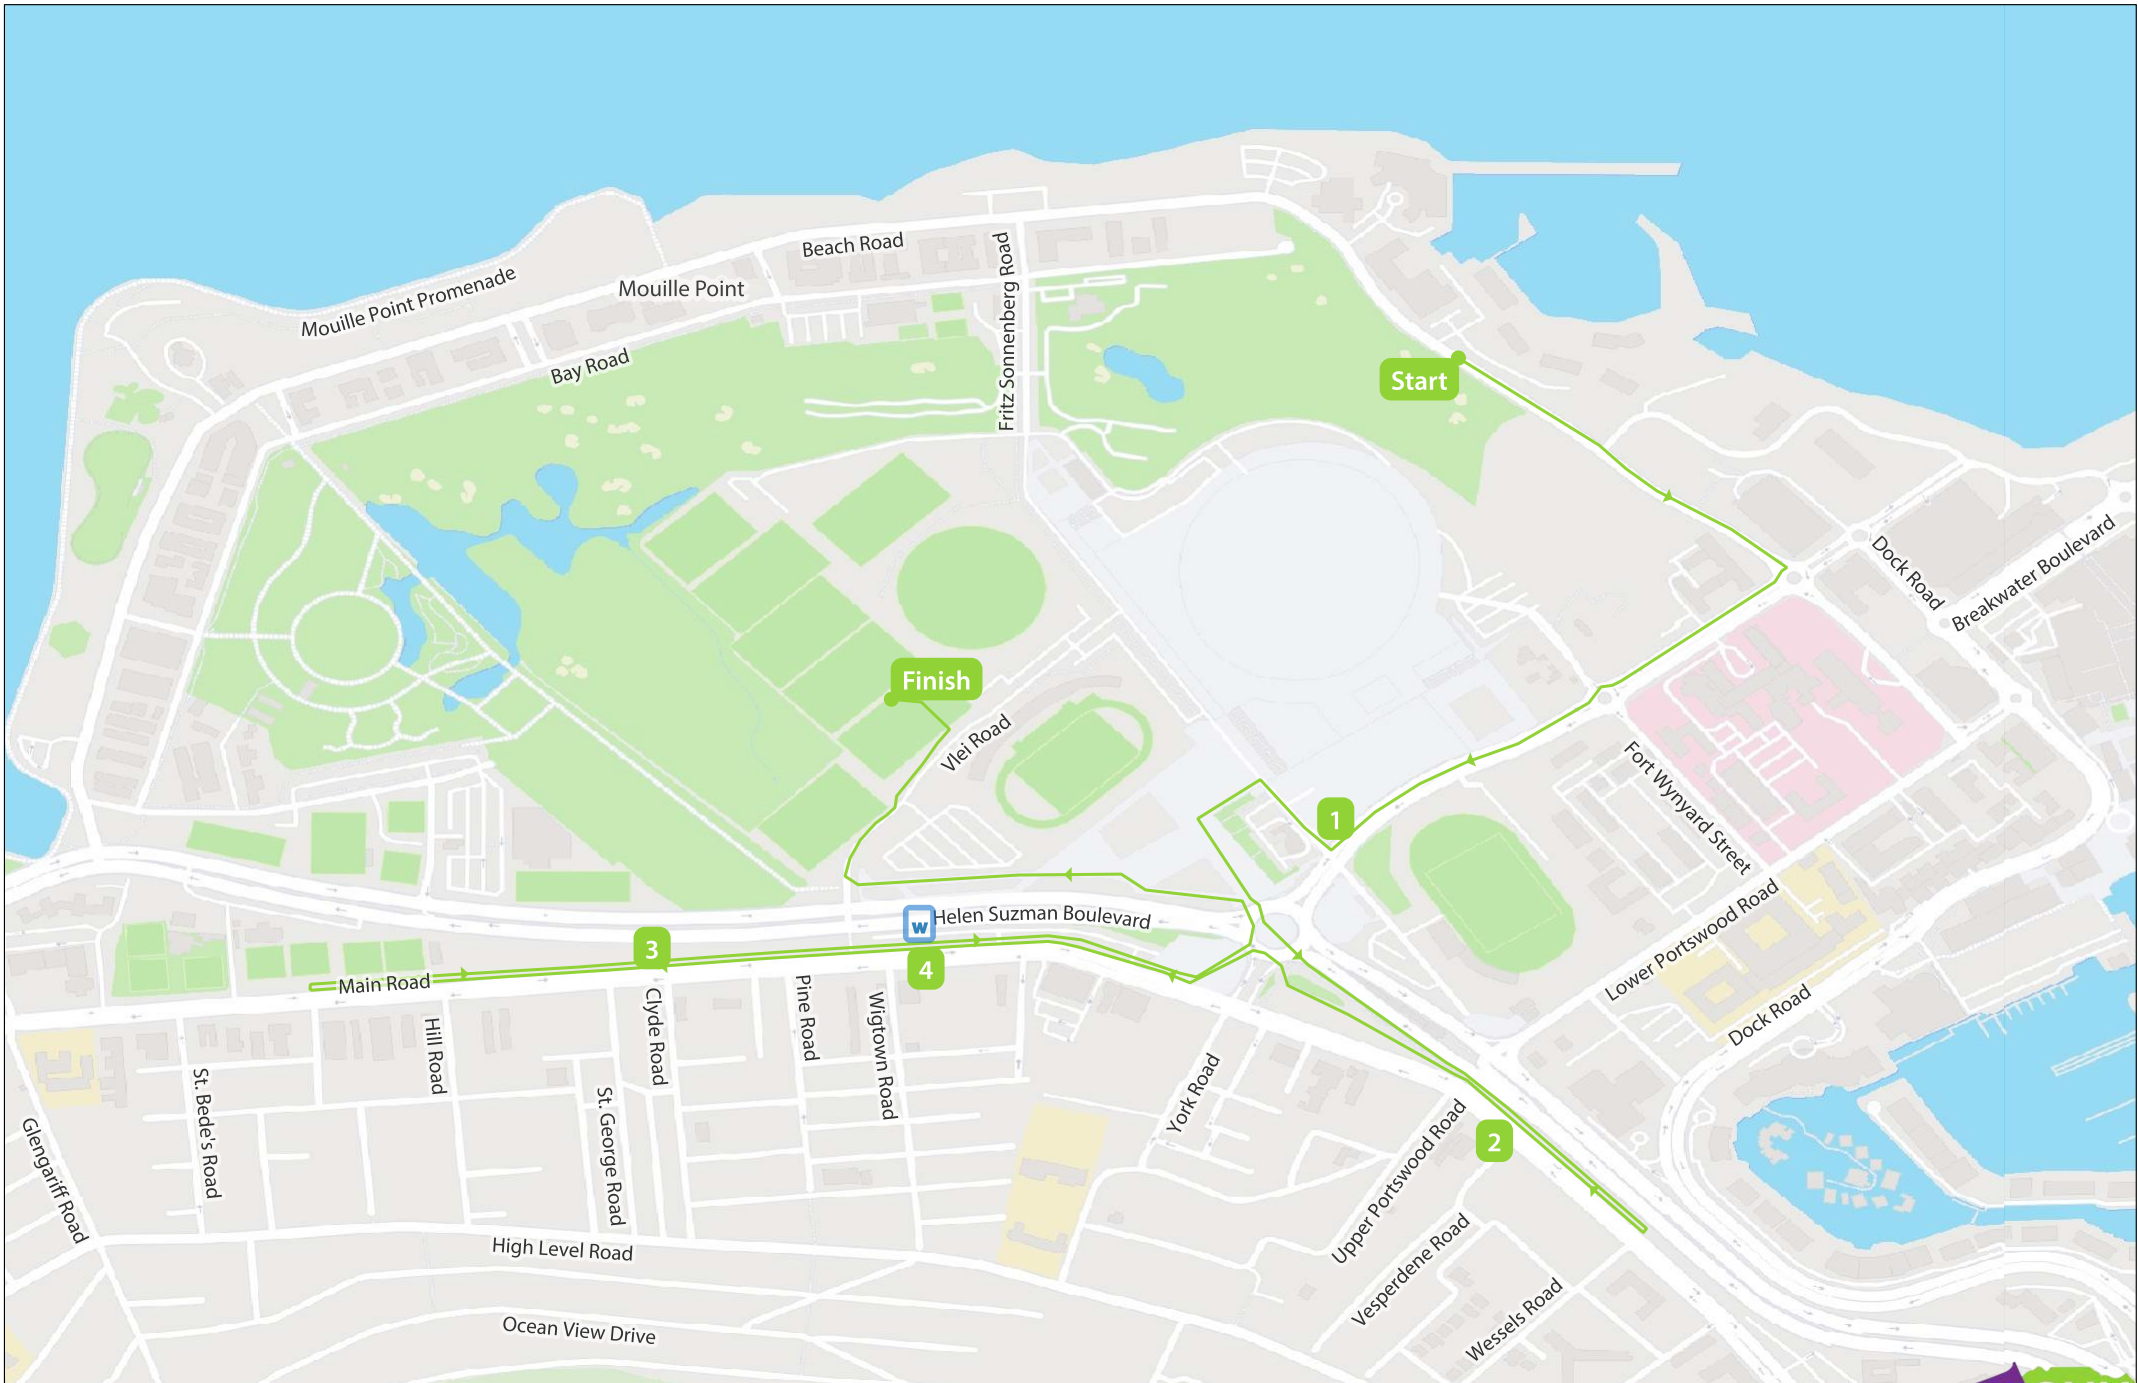 Beach Road
Mouille Point
Mouille Point Promenade
Bay Road
Fritz Sonnenberg Road
Start
Dock Road
Breakwater Boulevard
Finish
Vlei Road
Fort Wynyard Street
1
Lower Portswood Road
Helen Suzman Boulevard
w
3
4
Main Road
Dock Road
Hill Road
Clyde Road
Pine Road
Wigtown Road
St. Bede's Road
St. George Road
York Road
Upper Portswood Road
2
Glengariff Road
High Level Road
Vesperdene Road
Wessels Road
Ocean View Drive